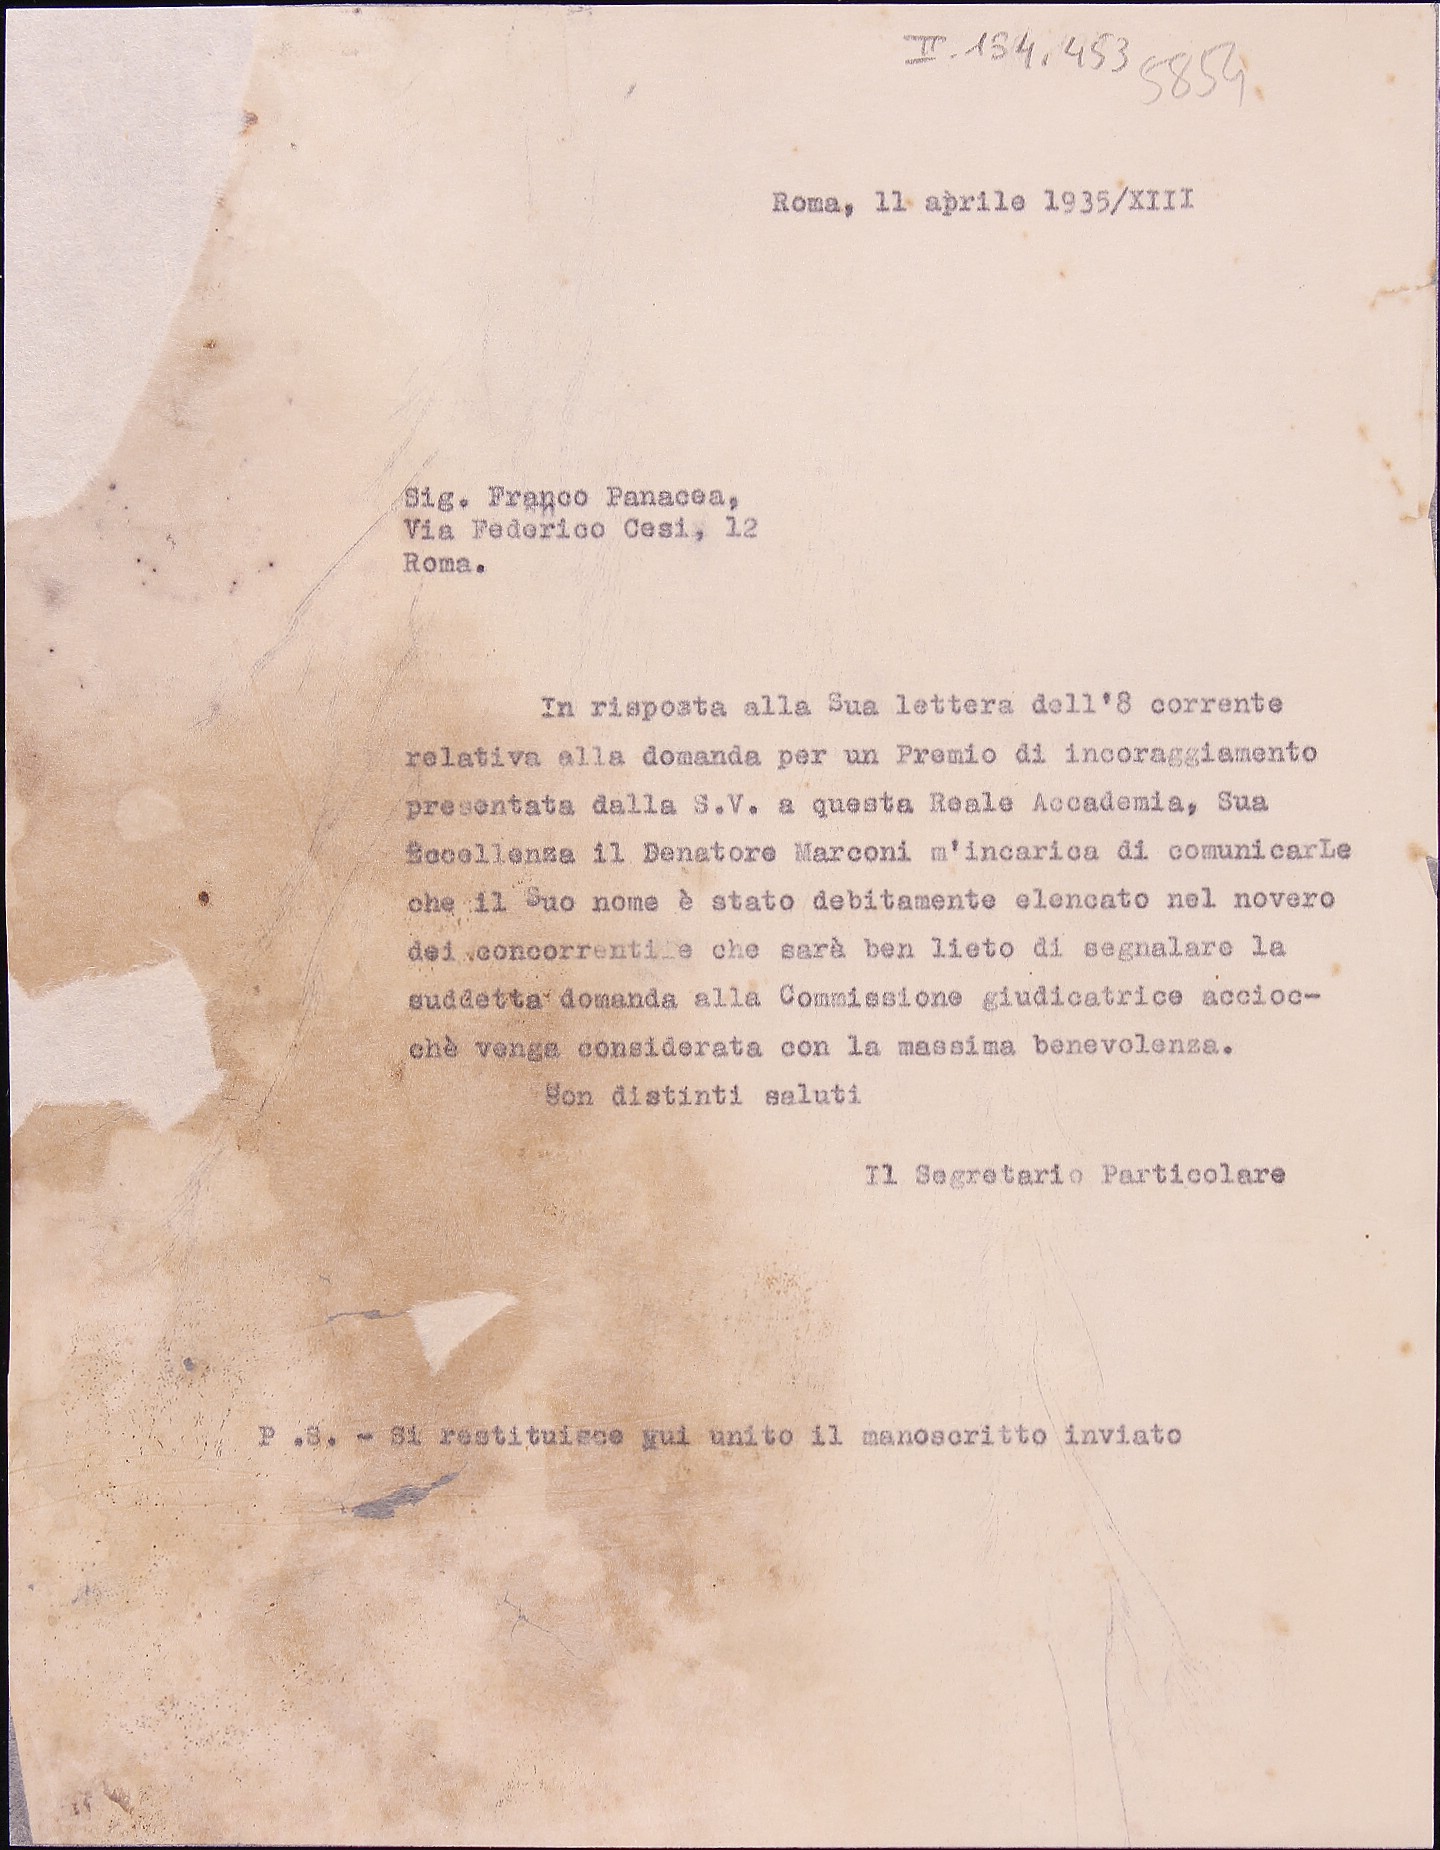 II. 154. 453
5854
Roma, 11 aprile 1935/XIII
Sig. Franco Panacea,
Via Federico Cesi, 12
Roma.
In risposta alla Sua lettera dell'8 corrente
relativa alla domanda per un Premio di incoraggiamento
presentata dalla S.V. a questa Reale Accademia, Sua
Eccellenza il Denatore Marconi m'incarica di comunicarLe
che il Suo nome è stato debitamente elencato nel novero
dei concorrenti e che sarà ben lieto di segnalare la
suddetta domanda alla Commissione giudicatrice accioc-
chè venga considerata con la massima benevolenza.
Son distinti saluti
Il Segretario Particolare
P .S. - Si restituisce qui unito il manoscritto inviato